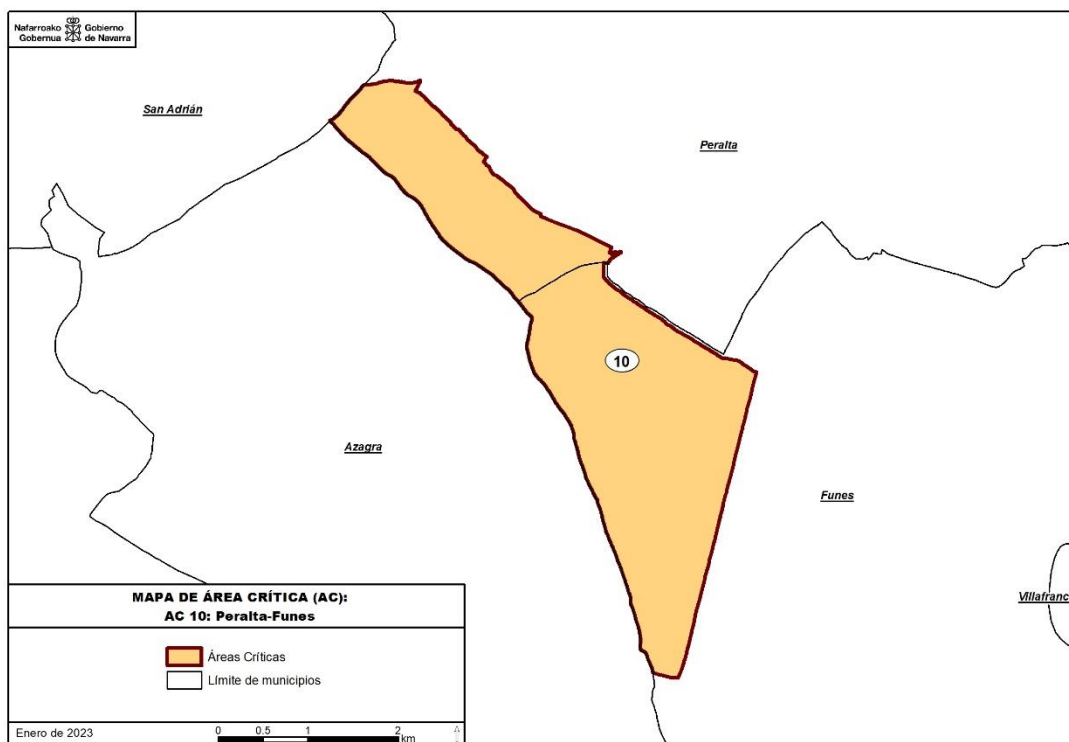 Nafarroako Gobierno
Gobernua de Navarra
San Adrián
Peralta
10
Azagra
Funes
Villafranc
MAPA DE ÁREA CRÍTICA (AC):
AC 10: Peralta-Funes
Áreas Críticas
Límite de municipios
Enero de 2023
0 0.5 1 2
km